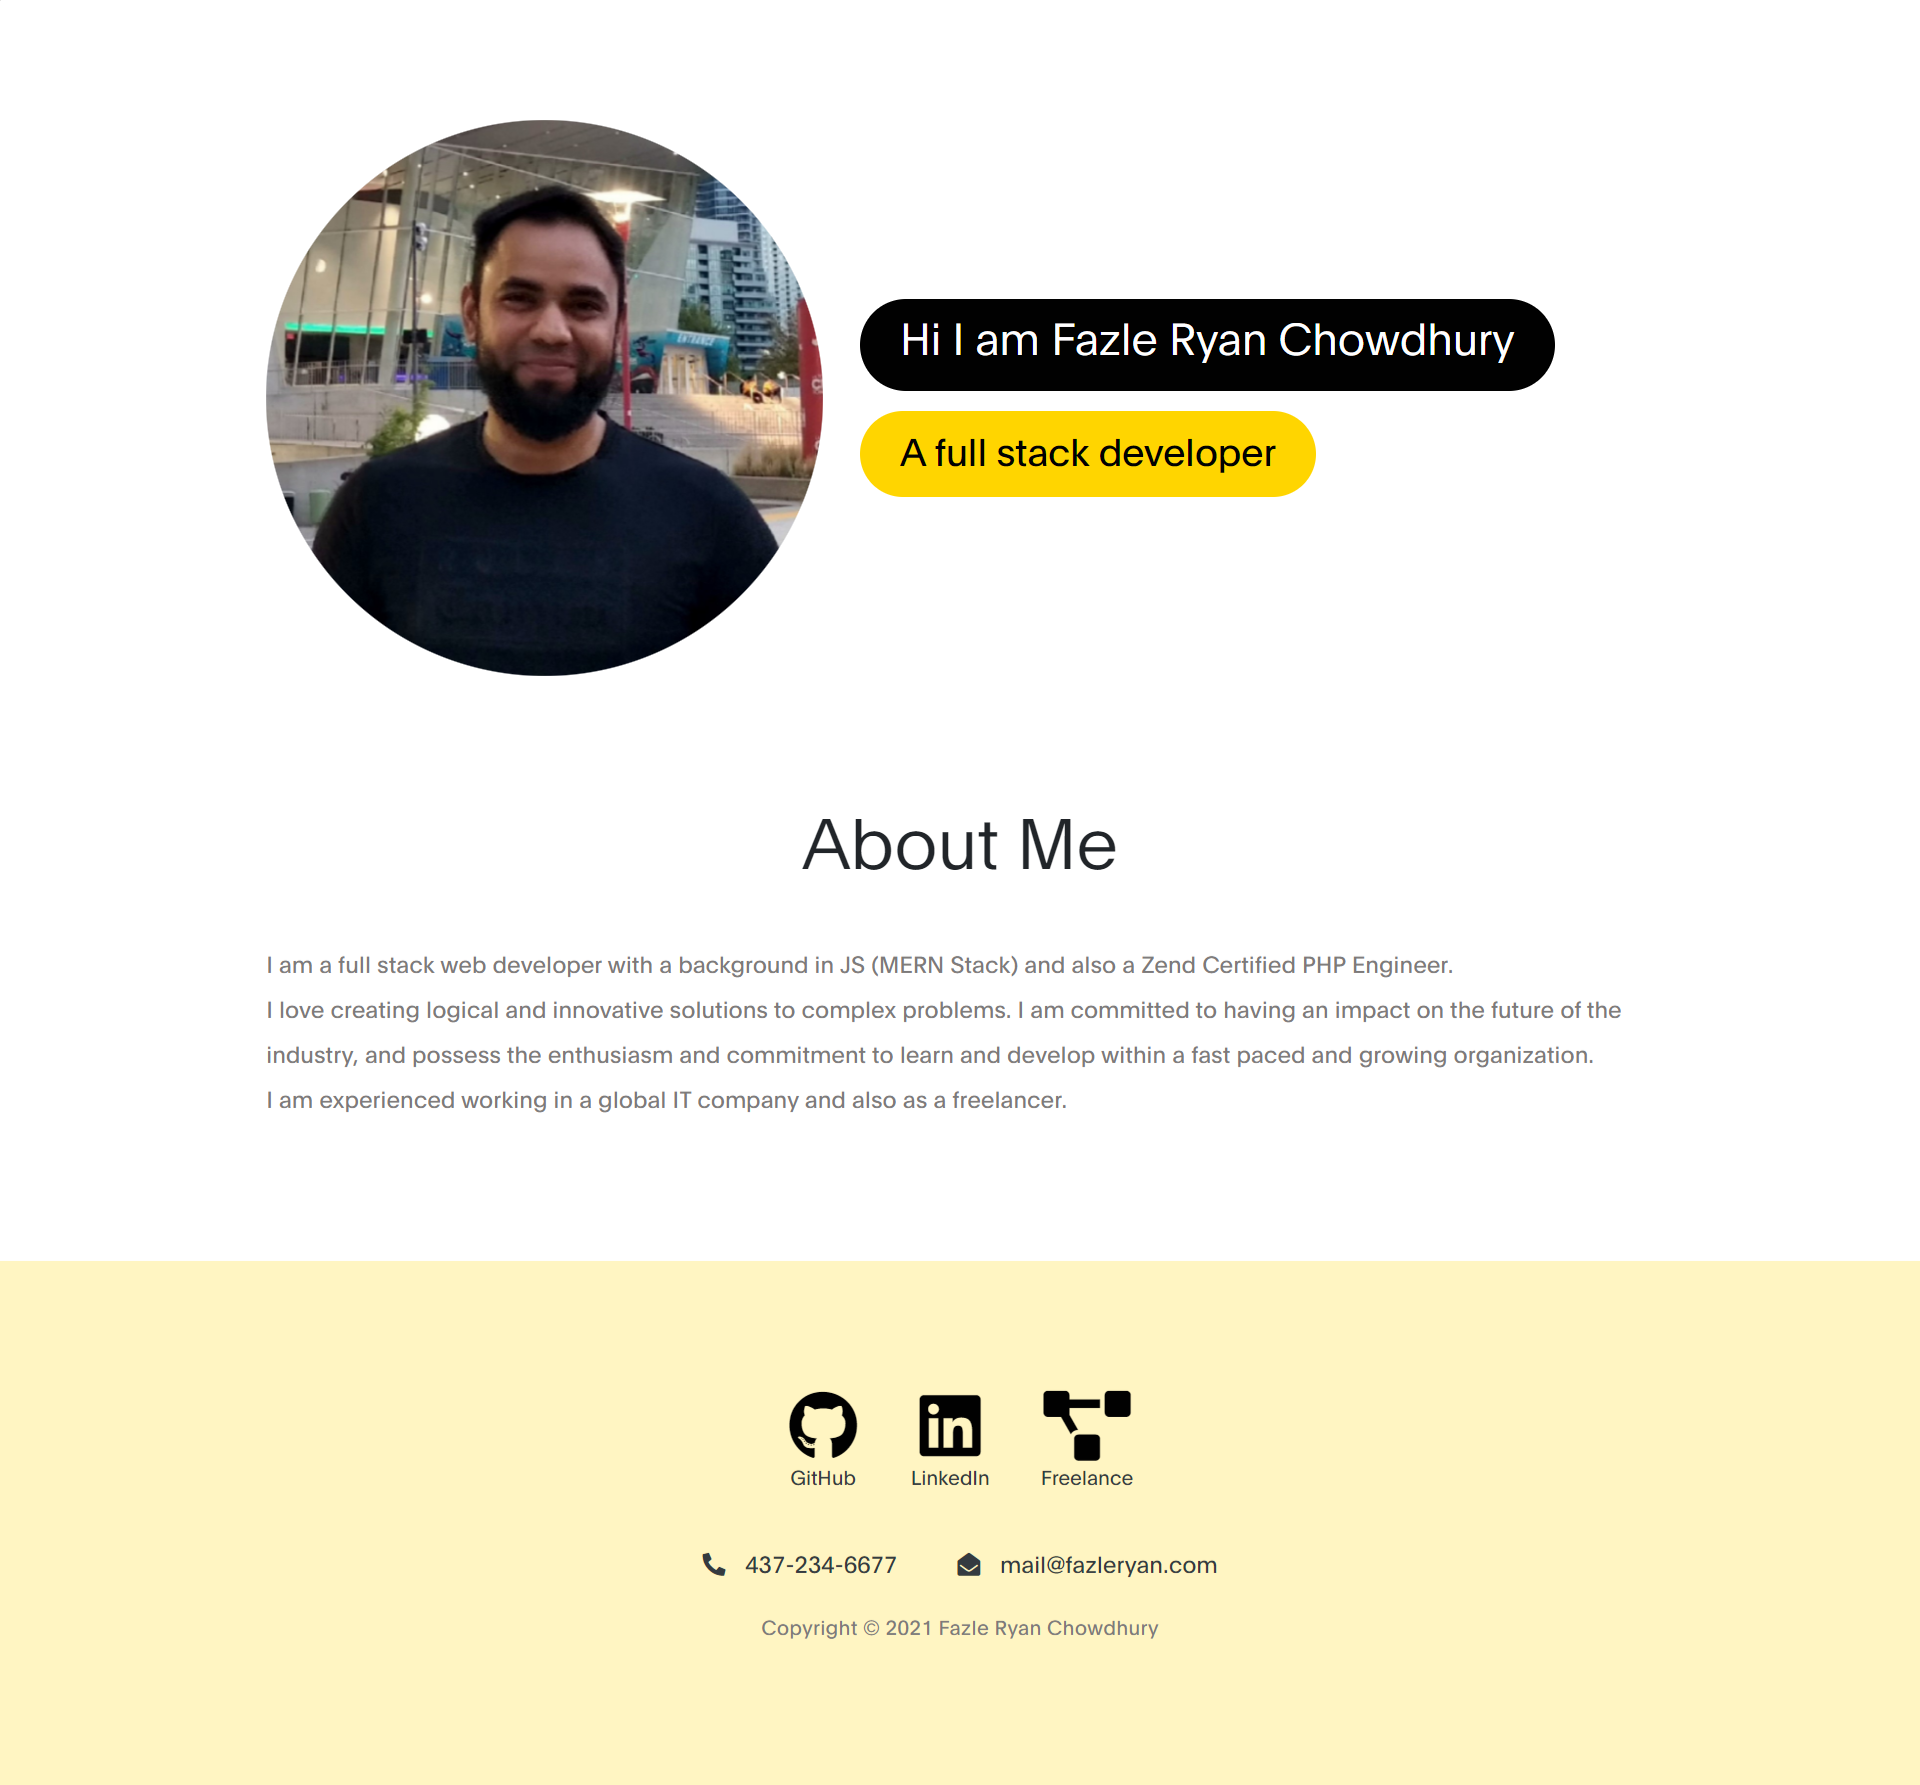 ENTRANCE
Hi I am Fazle Ryan Chowdhury
A full stack developer
About Me
I am a full stack web developer with a background in JS (MERN Stack) and also a Zend Certified PHP Engineer.
I love creating logical and innovative solutions to complex problems. I am committed to having an impact on the future of the
industry, and possess the enthusiasm and commitment to learn and develop within a fast paced and growing organization.
I am experienced working in a global IT company and also as a freelancer.
in
GitHub LinkedIn Freelance
437-234-6677 mail@fazleryan.com
Copyright © 2021 Fazle Ryan Chowdhury